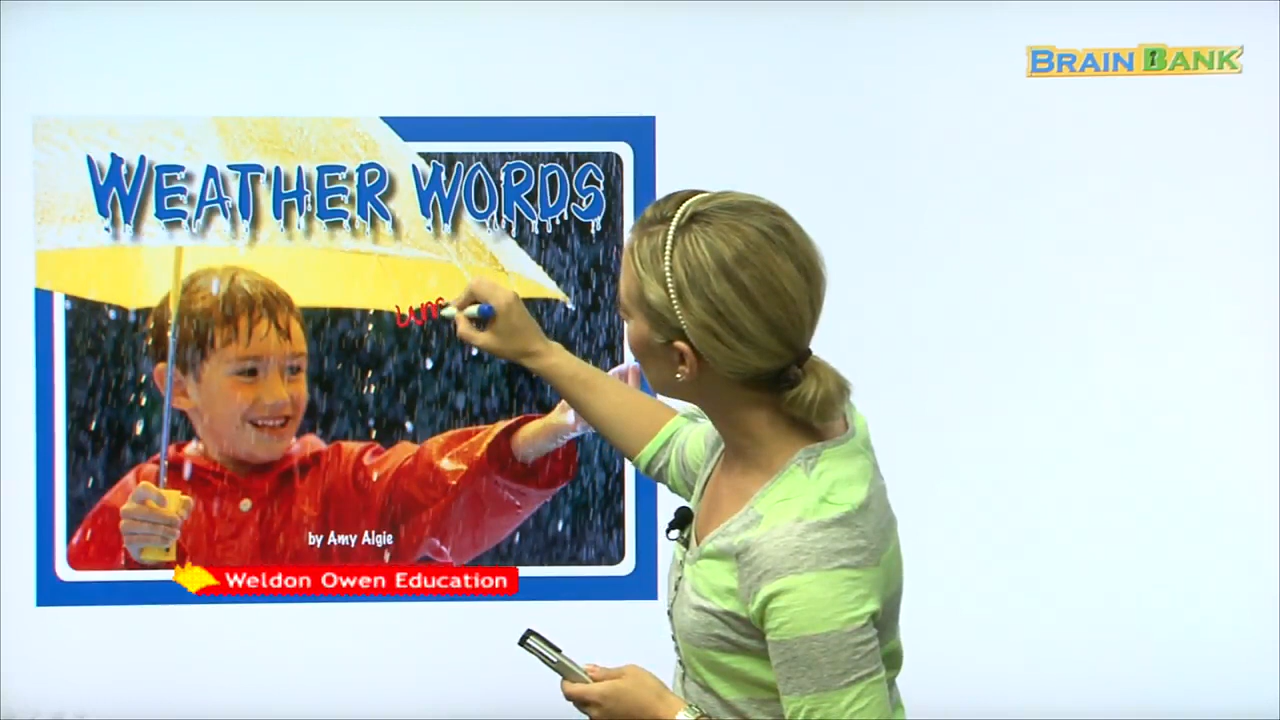 BRAIN BANK
WEATHER WORDS
by Amy Algie
Weldon Owen Education